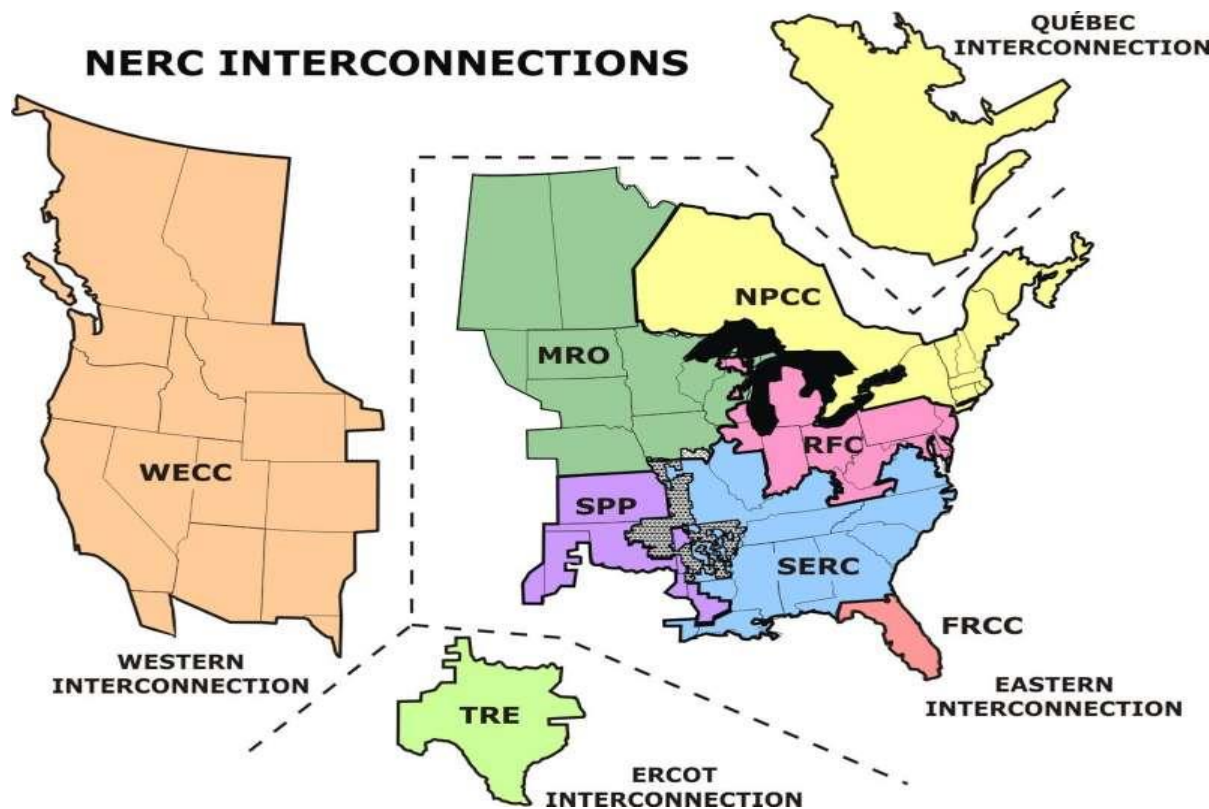 NERC INTERCONNECTIONS
QUÉBEC
INTERCONNECTION
NPCC
MRO
RFC
WECC
SPP
SERC
FRCC
WESTERN
INTERCONNECTION
EASTERN
INTERCONNECTION
TRE
ERCOT
INTERCONNECTION